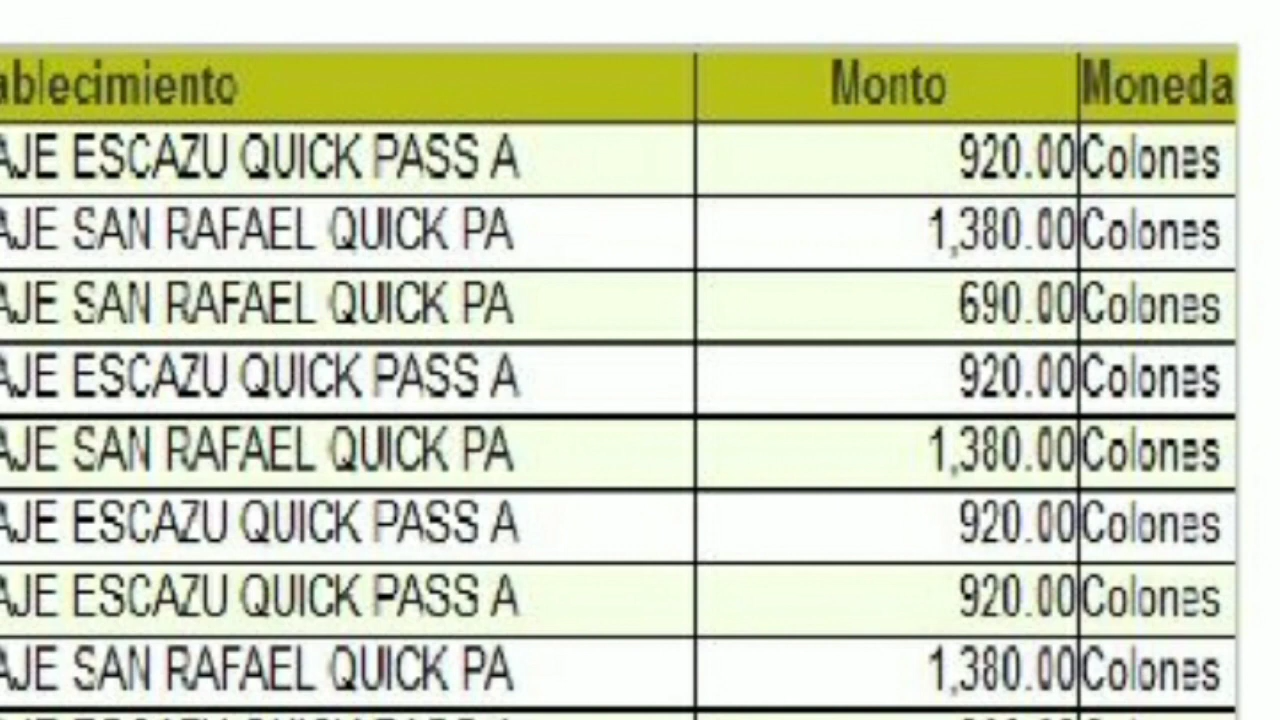 ablecimiento Monto Moneda
AJE ESCAZU QUICK PASS A 920.00 Colones
AJE SAN RAFAEL QUICK PA 1,380.00 Colones
AJE SAN RAFAEL QUICK PA 690.00 Colones
AJE ESCAZU QUICK PASS A 920.00 Colones
AJE SAN RAFAEL QUICK PA 1,380.00 Colones
AJE ESCAZU QUICK PASS A 920.00 Colones
AJE ESCAZU QUICK PASS A 920.00 Colones
AJE SAN RAFAEL QUICK PA 1,380.00 Colones